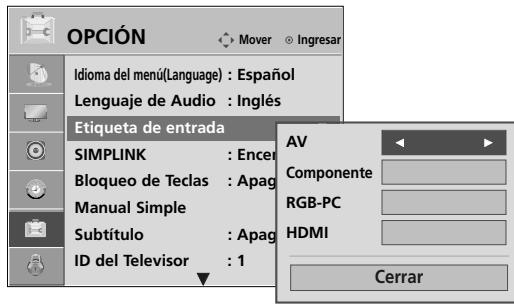 OPCIÓN
Mover Ingresar
Idioma del menú(Language) : Español
Lenguaje de Audio : Inglés
Etiqueta de entrada
SIMPLINK : Encen
Bloqueo de Teclas : Apag
Manual Simple
Subtítulo : Apag
ID del Televisor : 1
AV
Componente
RGB-PC
HDMI
Cerrar